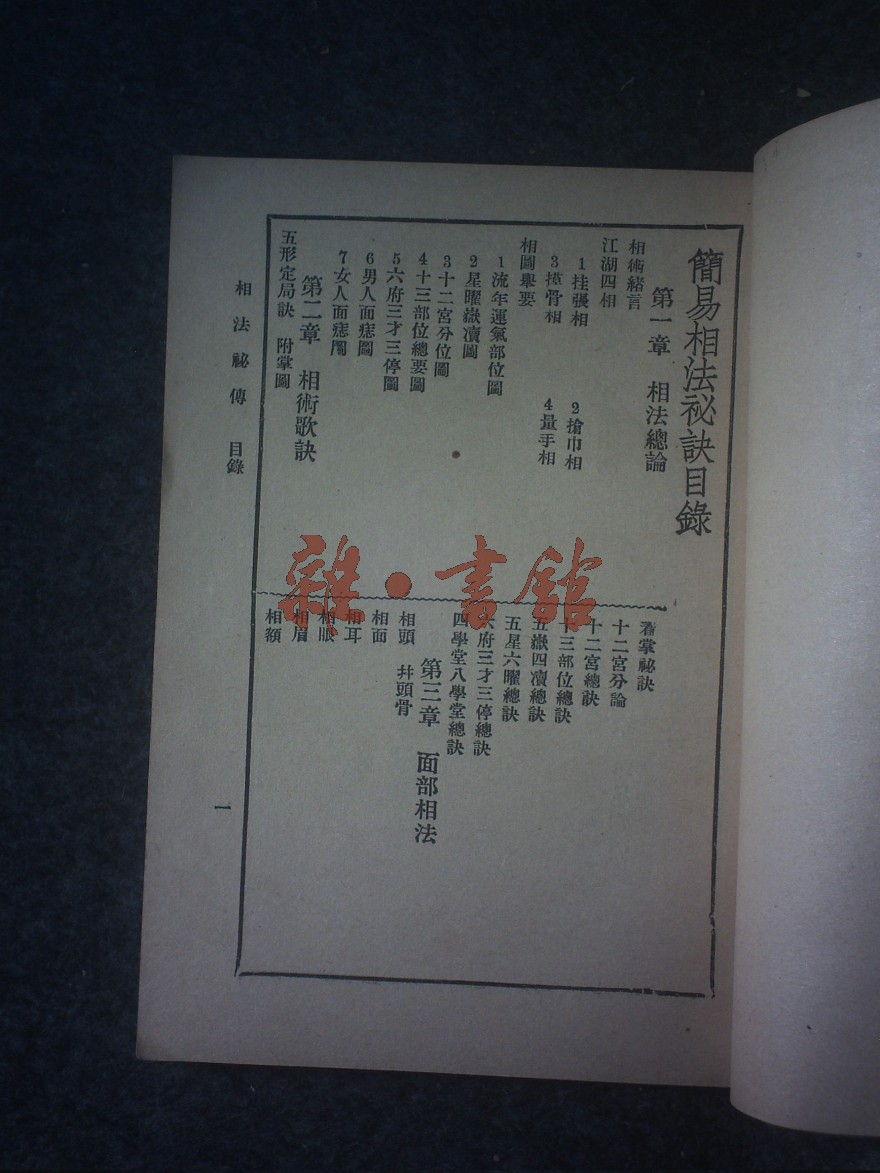 簡易相法祕訣目錄
第一章 相法總論
相術緒言
江湖四相
1挂張相 2搶巾相
3摸骨相 4量手相
相圖舉要
1流年運氣部位圖
2星曜嶽瀆圖
3十二宮分位圖
4十三部位總要圖
5六府三才三停圖
6男人面痣圖
7女人面痣圖
第二章 相術歌訣
五形定局訣 附掌圖
看掌祕訣
十二宮分論
十二宮總訣
十三部位總訣
五嶽四瀆總訣
五星六曜總訣
六府三才三停總訣
四學堂八學堂總訣
第三章 面部相法
相頭 幷頭骨
相面
相耳
相眼
相眉
相額
相法祕傳 目錄
一
雜·書館